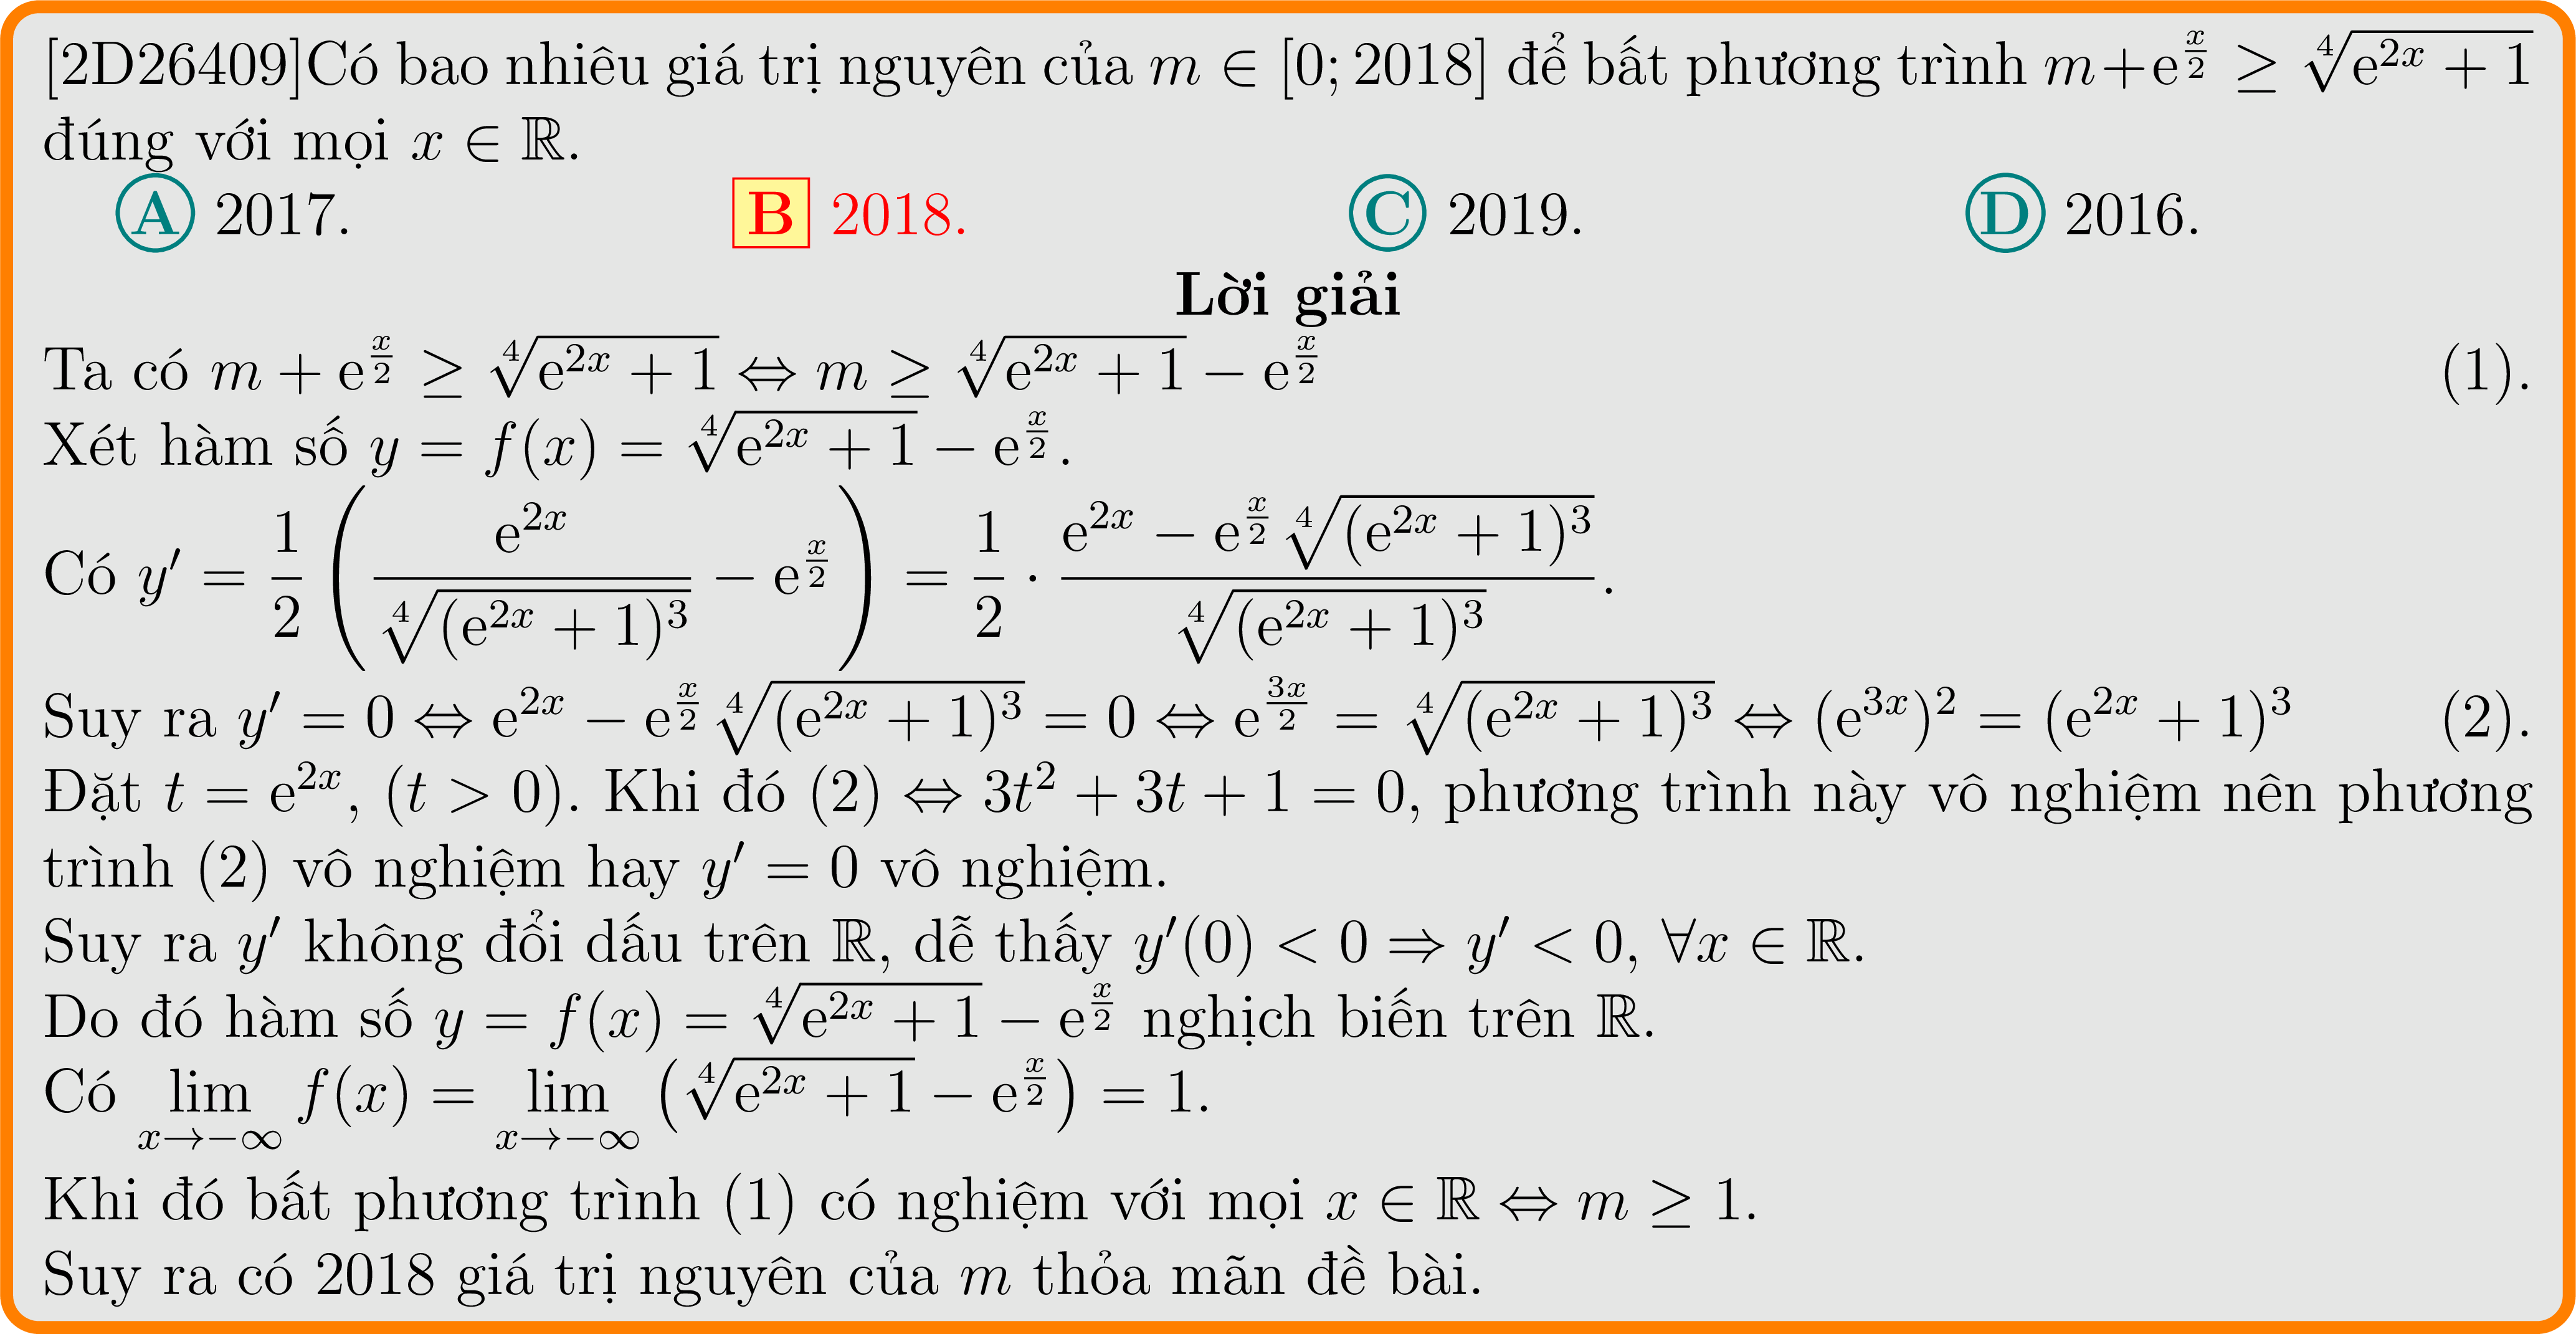 [2D26409]Có bao nhiêu giá trị nguyên của $m \in [0; 2018]$ để bất phương trình $m+\mathrm{e}^{\frac{x}{2}} \geq \sqrt[4]{\mathrm{e}^{2x}+1}$
đúng với mọi $x \in \mathbb{R}$.
A 2017. B 2018. C 2019. D 2016.
Lời giải
Ta có $m + \mathrm{e}^{\frac{x}{2}} \geq \sqrt[4]{\mathrm{e}^{2x}+1} \Leftrightarrow m \geq \sqrt[4]{\mathrm{e}^{2x}+1} - \mathrm{e}^{\frac{x}{2}}$ (1).
Xét hàm số $y = f(x) = \sqrt[4]{\mathrm{e}^{2x}+1} - \mathrm{e}^{\frac{x}{2}}$.
Có $y' = \frac{1}{2}\left(\frac{\mathrm{e}^{2x}}{\sqrt[4]{(\mathrm{e}^{2x}+1)^3}} - \mathrm{e}^{\frac{x}{2}}\right) = \frac{1}{2} \cdot \frac{\mathrm{e}^{2x} - \mathrm{e}^{\frac{x}{2}}\sqrt[4]{(\mathrm{e}^{2x}+1)^3}}{\sqrt[4]{(\mathrm{e}^{2x}+1)^3}}$.
Suy ra $y' = 0 \Leftrightarrow \mathrm{e}^{2x} - \mathrm{e}^{\frac{x}{2}}\sqrt[4]{(\mathrm{e}^{2x}+1)^3} = 0 \Leftrightarrow \mathrm{e}^{\frac{3x}{2}} = \sqrt[4]{(\mathrm{e}^{2x}+1)^3} \Leftrightarrow (\mathrm{e}^{3x})^2 = (\mathrm{e}^{2x}+1)^3$ (2).
Đặt $t = \mathrm{e}^{2x}$, $(t > 0)$. Khi đó (2) $\Leftrightarrow 3t^2 + 3t + 1 = 0$, phương trình này vô nghiệm nên phương
trình (2) vô nghiệm hay $y' = 0$ vô nghiệm.
Suy ra $y'$ không đổi dấu trên $\mathbb{R}$, dễ thấy $y'(0) < 0 \Rightarrow y' < 0, \forall x \in \mathbb{R}$.
Do đó hàm số $y = f(x) = \sqrt[4]{\mathrm{e}^{2x}+1} - \mathrm{e}^{\frac{x}{2}}$ nghịch biến trên $\mathbb{R}$.
Có $\lim\limits_{x \to -\infty} f(x) = \lim\limits_{x \to -\infty} \left(\sqrt[4]{\mathrm{e}^{2x}+1} - \mathrm{e}^{\frac{x}{2}}\right) = 1$.
Khi đó bất phương trình (1) có nghiệm với mọi $x \in \mathbb{R} \Leftrightarrow m \geq 1$.
Suy ra có 2018 giá trị nguyên của $m$ thỏa mãn đề bài.